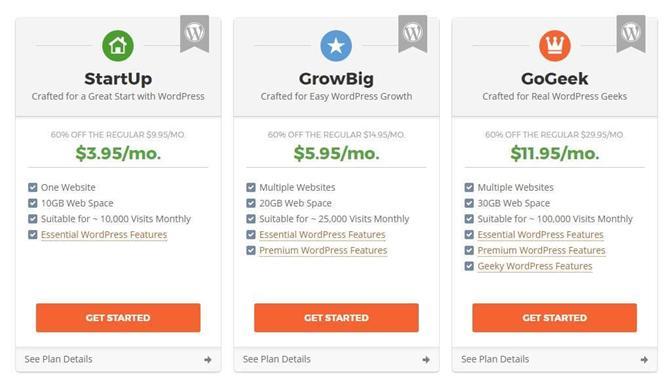 StartUp
Crafted for a Great Start with WordPress
60% OFF THE REGULAR $9.95/MO.
$3.95/mo.
One Website
10GB Web Space
Suitable for ~ 10,000 Visits Monthly
Essential WordPress Features
GET STARTED
See Plan Details
GrowBig
Crafted for Easy WordPress Growth
60% OFF THE REGULAR $14.95/MO.
$5.95/mo.
Multiple Websites
20GB Web Space
Suitable for ~ 25,000 Visits Monthly
Essential WordPress Features
Premium WordPress Features
GET STARTED
See Plan Details
GoGeek
Crafted for Real WordPress Geeks
60% OFF THE REGULAR $29.95/MO.
$11.95/mo.
Multiple Websites
30GB Web Space
Suitable for ~ 100,000 Visits Monthly
Essential WordPress Features
Premium WordPress Features
Geeky WordPress Features
GET STARTED
See Plan Details